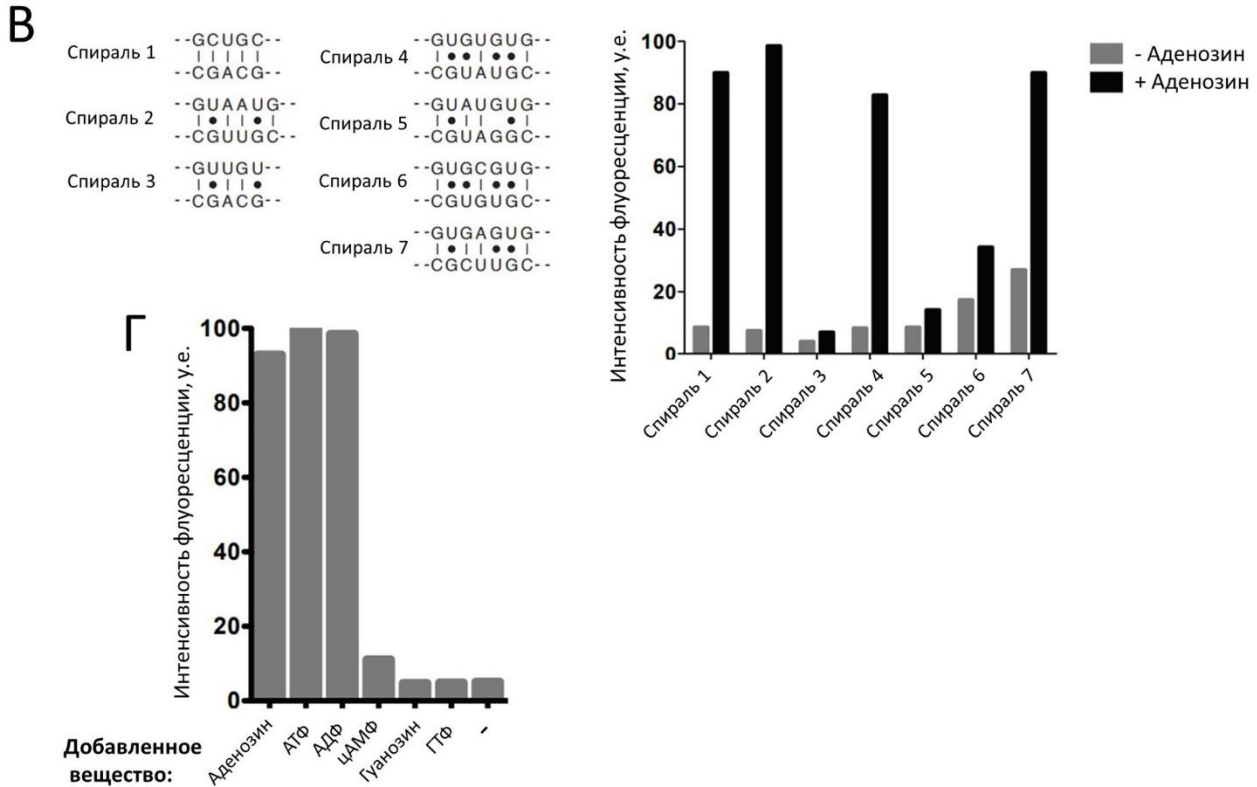 В
Спираль 1
--GCUGC--
--CGACG--
Спираль 2
--GUAAUG--
--CGUUGC--
Спираль 3
--GUUGU--
--CGACG--
Спираль 4
--GUGUGUG--
--CGUAUGC--
Спираль 5
--GUAUGUG--
--CGUAGGC--
Спираль 6
--GUGCGUG--
--CGUGUGC--
Спираль 7
--GUGAGUG--
--CGCUUGC--
Интенсивность флуоресценции, у.е.
100
80
60
40
20
0
Спираль 1
Спираль 2
Спираль 3
Спираль 4
Спираль 5
Спираль 6
Спираль 7
- Аденозин
+ Аденозин
Г
Интенсивность флуоресценции, у.е.
100
80
60
40
20
0
Добавленное
вещество:
Аденозин
АТФ
АДФ
цАМФ
Гуанозин
ГТФ
-